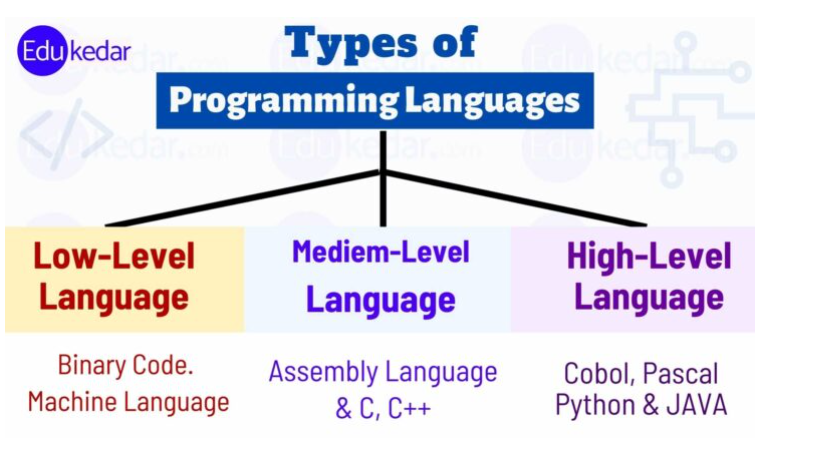 Edukedar
Types of
Programming Languages
Low-Level
Language
Mediem-Level
Language
High-Level
Language
Binary Code.
Machine Language
Assembly Language
& C, C++
Cobol, Pascal
Python & JAVA